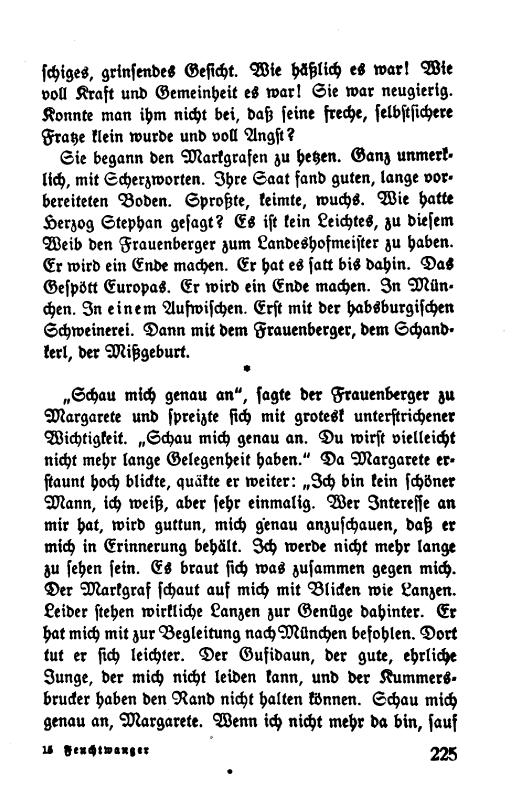 schiges, grinsendes Gesicht. Wie häßlich es war! Wie
voll Kraft und Gemeinheit es war! Sie war neugierig.
Konnte man ihm nicht bei, daß seine freche, selbstsichere
Fratze klein wurde und voll Angst?
Sie begann den Markgrafen zu hetzen. Ganz unmerk-
lich, mit Scherzworten. Ihre Saat fand guten, lange vor-
bereiteten Boden. Sproßte, keimte, wuchs. Wie hatte
Herzog Stephan gesagt? Es ist kein Leichtes, zu diesem
Weib den Frauenberger zum Landeshofmeister zu haben.
Er wird ein Ende machen. Er hat es satt bis dahin. Das
Gespött Europas. Er wird ein Ende machen. In Mün-
chen. In einem Aufwischen. Erst mit der habsburgischen
Schweinerei. Dann mit dem Frauenberger, dem Schand-
kerl, der Mißgeburt.
*
„Schau mich genau an“, sagte der Frauenberger zu
Margarete und spreizte sich mit grotesk unterstrichener
Wichtigkeit. „Schau mich genau an. Du wirst vielleicht
nicht mehr lange Gelegenheit haben.“ Da Margarete er-
staunt hoch blickte, quäkte er weiter: „Ich bin kein schöner
Mann, ich weiß, aber sehr einmalig. Wer Interesse an
mir hat, wird guttun, mich genau anzuschauen, daß er
mich in Erinnerung behält. Ich werde nicht mehr lange
zu sehen sein. Es braut sich was zusammen gegen mich.
Der Markgraf schaut auf mich mit Blicken wie Lanzen.
Leider stehen wirkliche Lanzen zur Genüge dahinter. Er
hat mich mit zur Begleitung nach München befohlen. Dort
tut er sich leichter. Der Gufidaun, der gute, ehrliche
Junge, der mich nicht leiden kann, und der Kummers-
brucker haben den Rand nicht halten können. Schau mich
genau an, Margarete. Wenn ich nicht mehr da bin, sauf
15 Feuchtwanger
225